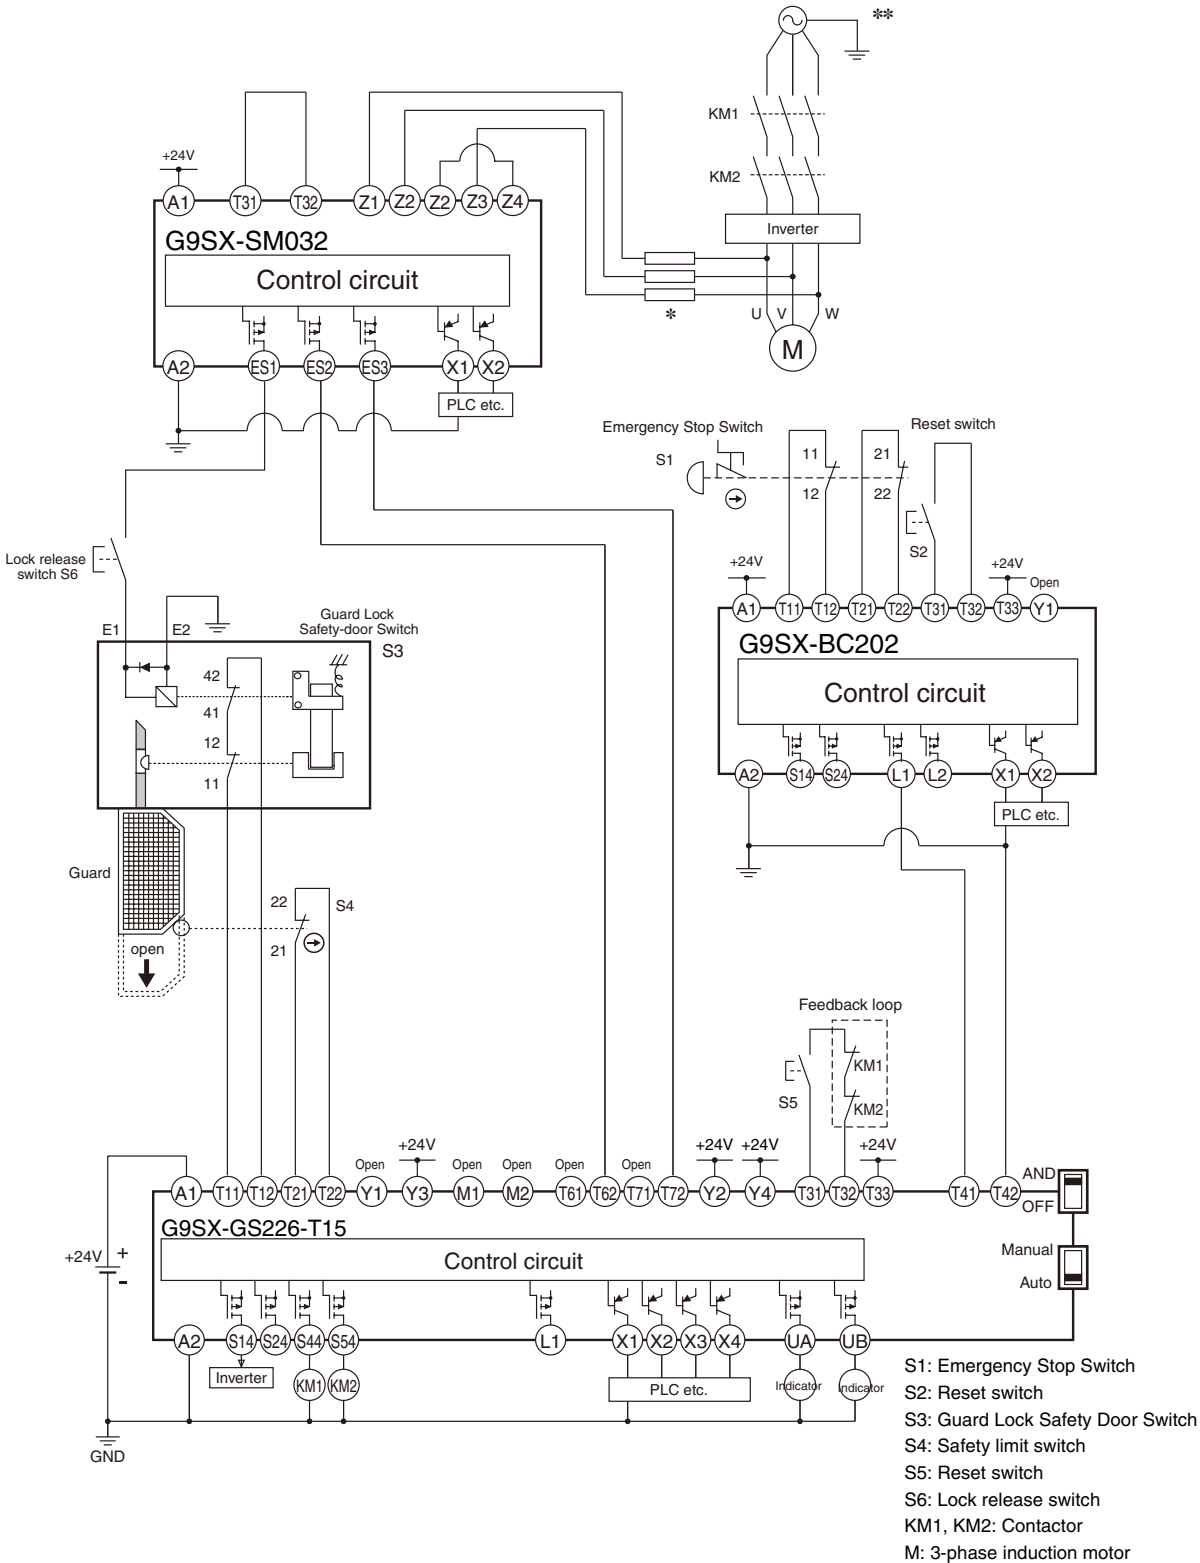 **
KM1
KM2
Inverter
U V W
M
*
+24V
A1 T31 T32 Z1 Z2 Z2 Z3 Z4
G9SX-SM032
Control circuit
A2 ES1 ES2 ES3 X1 X2
PLC etc.
Emergency Stop Switch
S1
11
12
21
22
Reset switch
S2
+24V
+24V
Open
A1 T11 T12 T21 T22 T31 T32 T33 Y1
G9SX-BC202
Control circuit
A2 S14 S24 L1 L2 X1 X2
PLC etc.
Lock release
switch S6
E1 E2
Guard Lock
Safety-door Switch
S3
42
41
12
11
Guard
open
22
21
S4
Feedback loop
S5
KM1
KM2
Open
+24V
Open
Open
Open
Open
+24V
+24V
+24V
A1 T11 T12 T21 T22 Y1 Y3 M1 M2 T61 T62 T71 T72 Y2 Y4 T31 T32 T33 T41 T42
AND
OFF
Manual
Auto
G9SX-GS226-T15
Control circuit
+24V
+
-
A2 S14 S24 S44 S54 L1 X1 X2 X3 X4 UA UB
Inverter
KM1 KM2
PLC etc.
Indicator
Indicator
GND
S1: Emergency Stop Switch
S2: Reset switch
S3: Guard Lock Safety Door Switch
S4: Safety limit switch
S5: Reset switch
S6: Lock release switch
KM1, KM2: Contactor
M: 3-phase induction motor